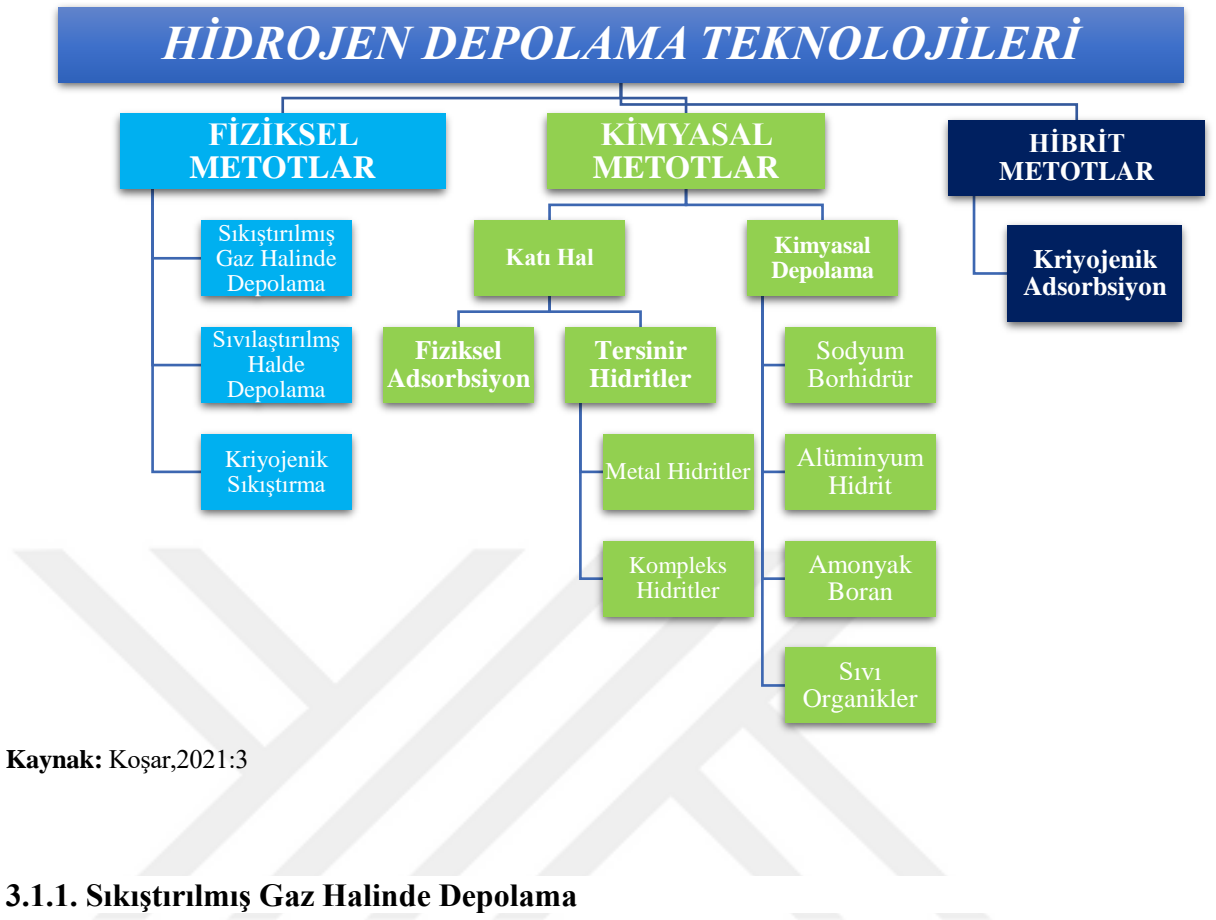 HİDROJEN DEPOLAMA TEKNOLOJİLERİ
FİZİKSEL
METOTLAR
Sıkıştırılmış
Gaz Halinde
Depolama
Sıvılaştırılmş
Halde
Depolama
Kriyojenik
Sıkıştırma
KİMYASAL
METOTLAR
Katı Hal
Fiziksel
Adsorbsiyon
Tersinir
Hidritler
Metal Hidritler
Kompleks
Hidritler
Kimyasal
Depolama
Sodyum
Borhidrür
Alüminyum
Hidrit
Amonyak
Boran
Sıvı
Organikler
HİBRİT
METOTLAR
Kriyojenik
Adsorbsiyon
Kaynak: Koşar,2021:3
3.1.1. Sıkıştırılmış Gaz Halinde Depolama